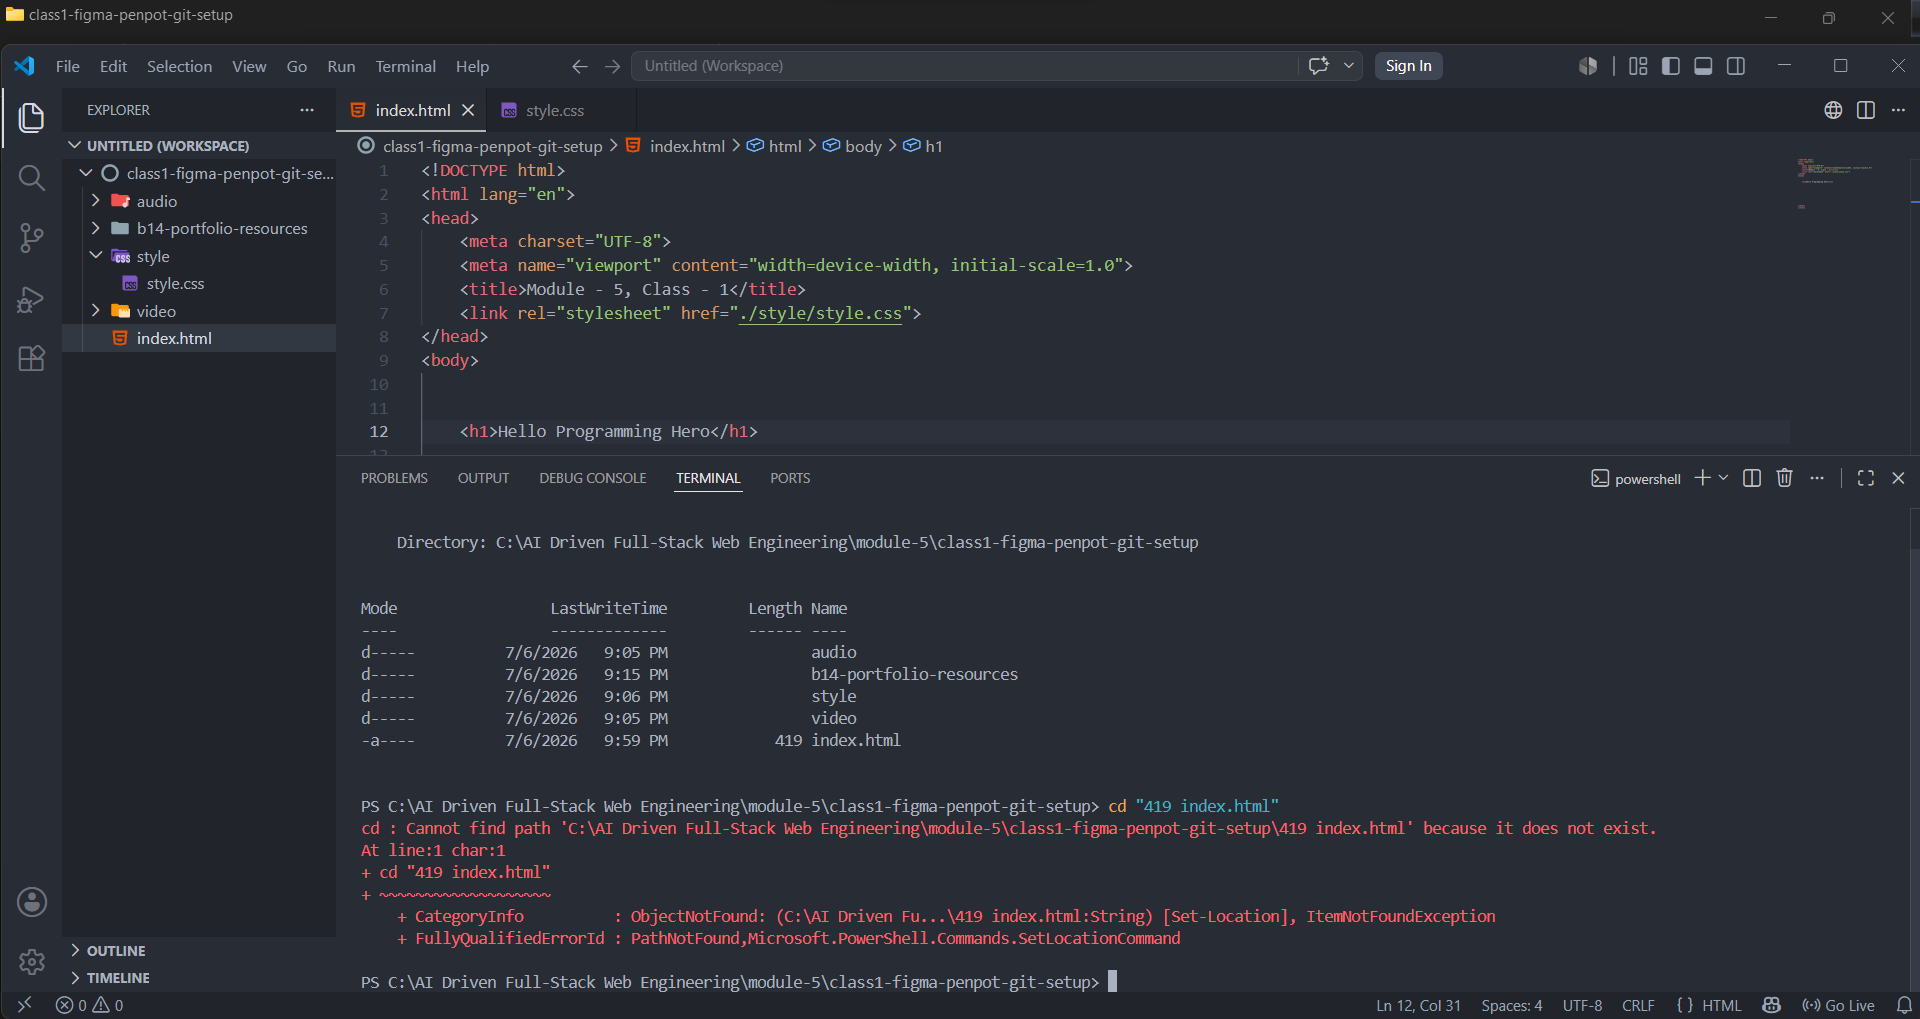 class1-figma-penpot-git-setup
File Edit Selection View Go Run Terminal Help
Untitled (Workspace)
Sign In
EXPLORER
index.html
style.css
UNTITLED (WORKSPACE)
class1-figma-penpot-git-se...
audio
b14-portfolio-resources
style
style.css
video
index.html
class1-figma-penpot-git-setup > index.html > html > body > h1
1 <!DOCTYPE html>
2 <html lang="en">
3 <head>
4 <meta charset="UTF-8">
5 <meta name="viewport" content="width=device-width, initial-scale=1.0">
6 <title>Module - 5, Class - 1</title>
7 <link rel="stylesheet" href="./style/style.css">
8 </head>
9 <body>
10
11
12 <h1>Hello Programming Hero</h1>
PROBLEMS OUTPUT DEBUG CONSOLE TERMINAL PORTS
powershell
Directory: C:\AI Driven Full-Stack Web Engineering\module-5\class1-figma-penpot-git-setup
Mode LastWriteTime Length Name
---- ------------- ------ ----
d----- 7/6/2026 9:05 PM audio
d----- 7/6/2026 9:15 PM b14-portfolio-resources
d----- 7/6/2026 9:06 PM style
d----- 7/6/2026 9:05 PM video
-a---- 7/6/2026 9:59 PM 419 index.html
PS C:\AI Driven Full-Stack Web Engineering\module-5\class1-figma-penpot-git-setup> cd "419 index.html"
cd : Cannot find path 'C:\AI Driven Full-Stack Web Engineering\module-5\class1-figma-penpot-git-setup\419 index.html' because it does not exist.
At line:1 char:1
+ cd "419 index.html"
+ ~~~~~~~~~~~~~~~~~~~
+ CategoryInfo : ObjectNotFound: (C:\AI Driven Fu...\419 index.html:String) [Set-Location], ItemNotFoundException
+ FullyQualifiedErrorId : PathNotFound,Microsoft.PowerShell.Commands.SetLocationCommand
PS C:\AI Driven Full-Stack Web Engineering\module-5\class1-figma-penpot-git-setup>
OUTLINE
TIMELINE
0 0
Ln 12, Col 31 Spaces: 4 UTF-8 CRLF {} HTML Go Live